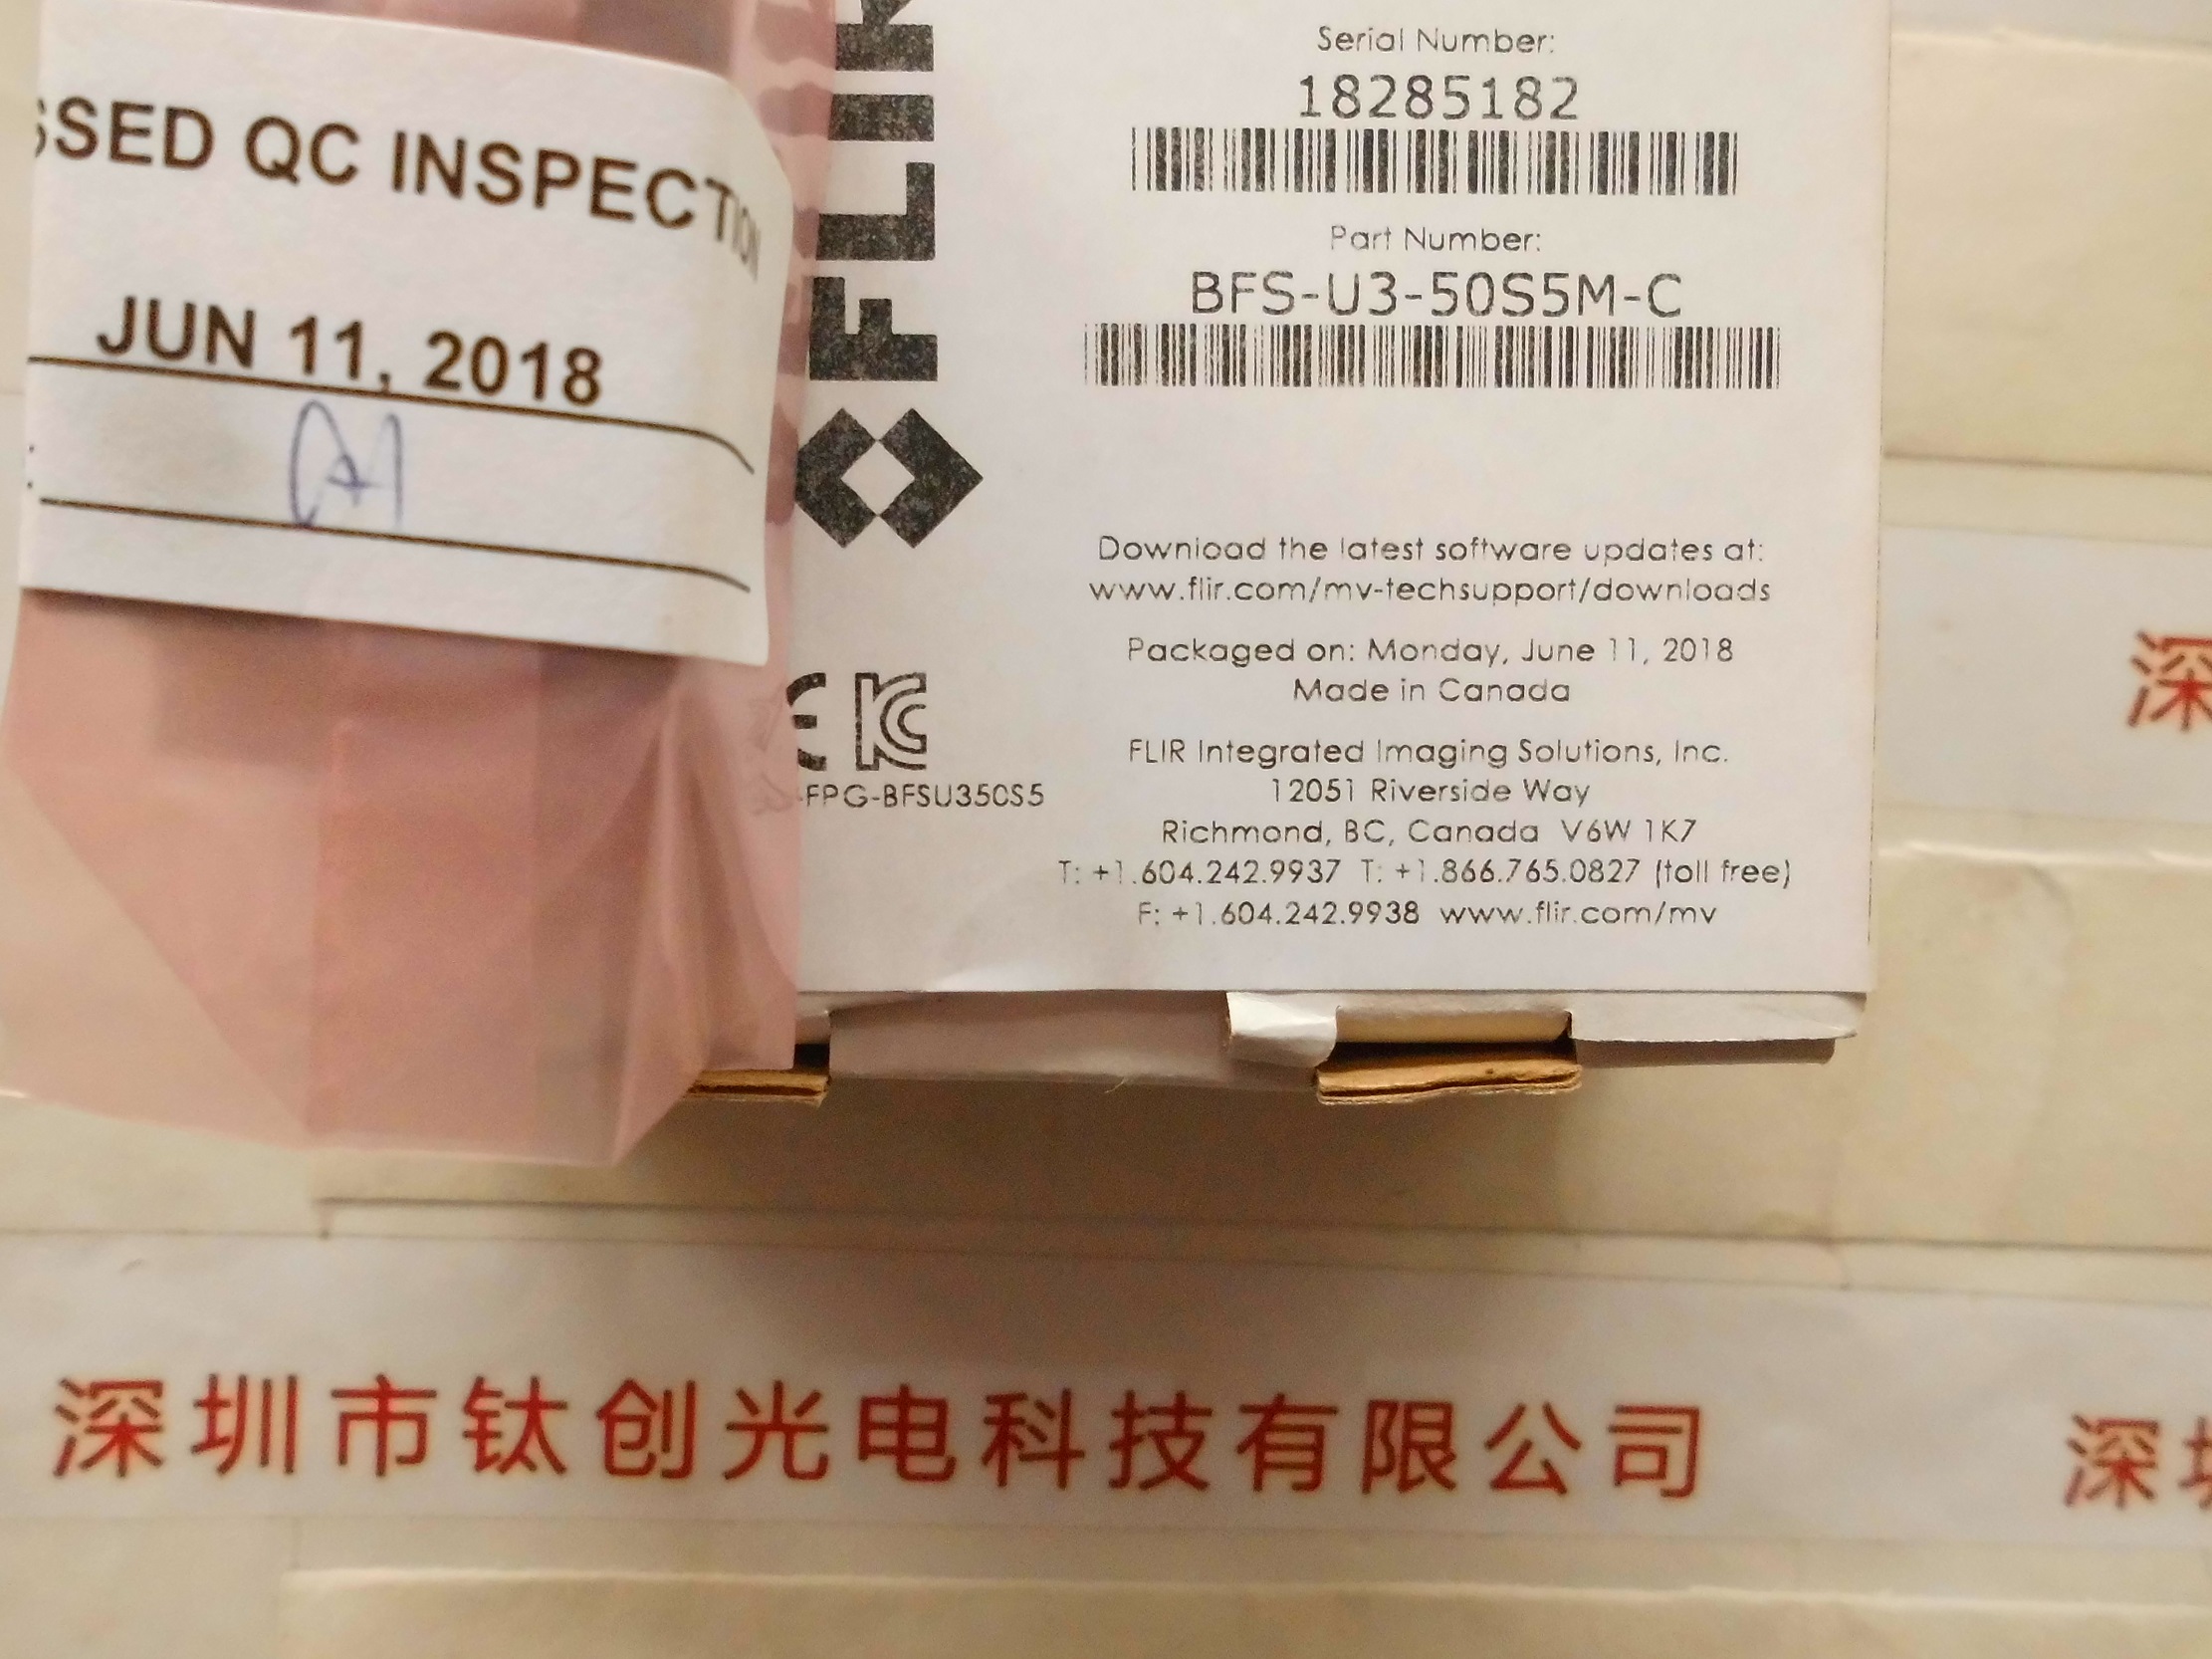 SSED QC INSPECTION
JUN 11, 2018
FLIR
Serial Number:
18285182
Part Number:
BFS-U3-50S5M-C
Download the latest software updates at:
www.flir.com/mv-techsupport/downloads
Packaged on: Monday, June 11, 2018
Made in Canada
CE
-FPG-BFSU350S5
FLIR Integrated Imaging Solutions, Inc.
12051 Riverside Way
Richmond, BC, Canada V6W 1K7
T: +1.604.242.9937 T: +1.866.765.0827 (toll free)
F: +1.604.242.9938 www.flir.com/mv
深
深圳市钛创光电科技有限公司
深圳